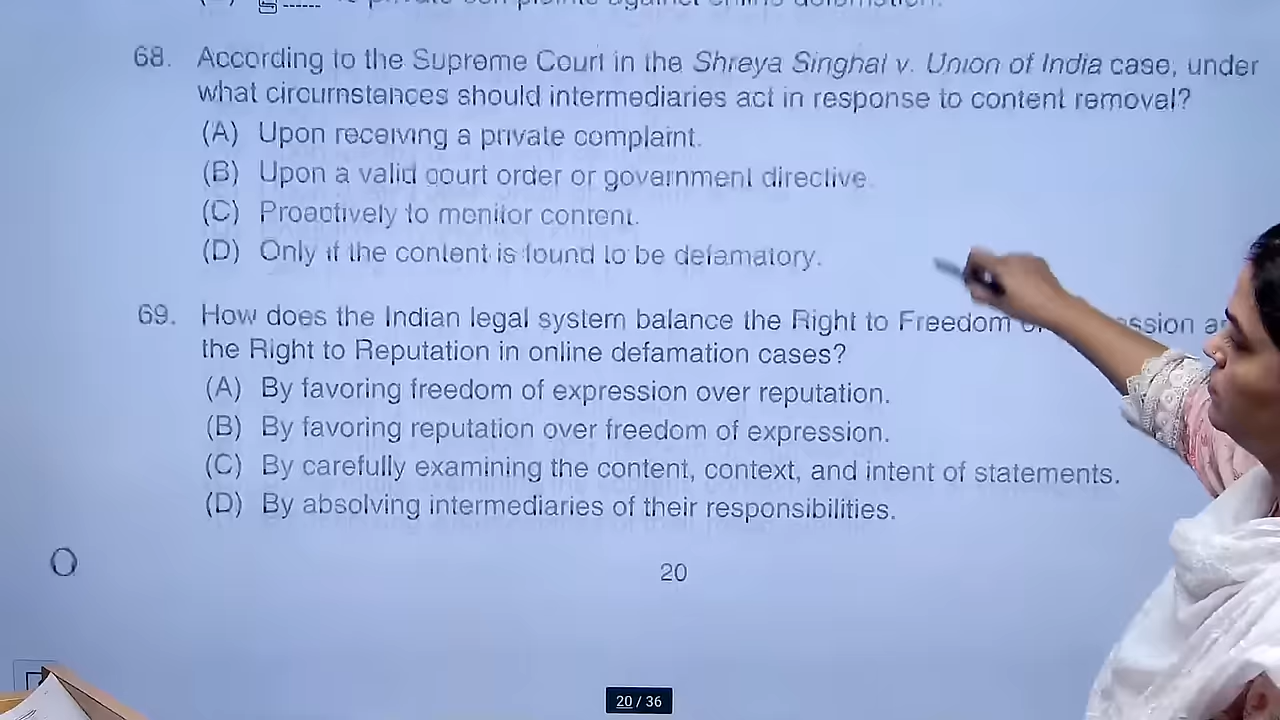 68. According to the Supreme Court in the Shreya Singhal v. Union of India case, under
what circumstances should intermediaries act in response to content removal?
(A) Upon receiving a private complaint.
(B) Upon a valid court order or government directive.
(C) Proactively to monitor content.
(D) Only if the content is found to be defamatory.
69. How does the Indian legal system balance the Right to Freedom
the Right to Reputation in online defamation cases?
(A) By favoring freedom of expression over reputation.
(B) By favoring reputation over freedom of expression.
(C) By carefully examining the content, context, and intent of statements.
(D) By absolving intermediaries of their responsibilities.
O
20
20 / 36